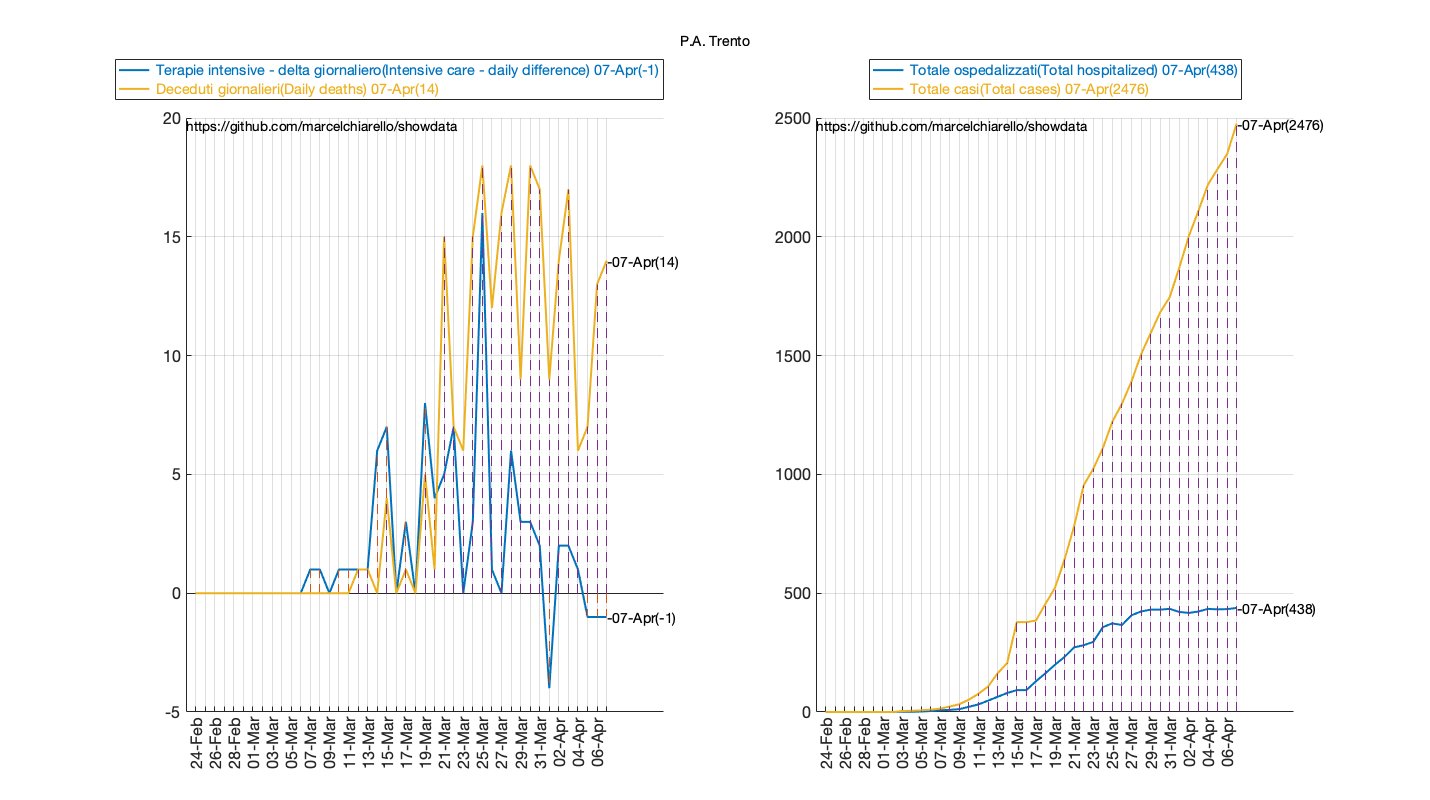 P.A. Trento
Terapie intensive - delta giornaliero(Intensive care - daily difference) 07-Apr(-1)
Deceduti giornalieri(Daily deaths) 07-Apr(14)
https://github.com/marcelchiarello/showdata
20
15
10
5
0
-5
-07-Apr(14)
-07-Apr(-1)
24-Feb
26-Feb
28-Feb
01-Mar
03-Mar
05-Mar
07-Mar
09-Mar
11-Mar
13-Mar
15-Mar
17-Mar
19-Mar
21-Mar
23-Mar
25-Mar
27-Mar
29-Mar
31-Mar
02-Apr
04-Apr
06-Apr
Totale ospedalizzati(Total hospitalized) 07-Apr(438)
Totale casi(Total cases) 07-Apr(2476)
https://github.com/marcelchiarello/showdata
2500
2000
1500
1000
500
0
-07-Apr(2476)
-07-Apr(438)
24-Feb
26-Feb
28-Feb
01-Mar
03-Mar
05-Mar
07-Mar
09-Mar
11-Mar
13-Mar
15-Mar
17-Mar
19-Mar
21-Mar
23-Mar
25-Mar
27-Mar
29-Mar
31-Mar
02-Apr
04-Apr
06-Apr